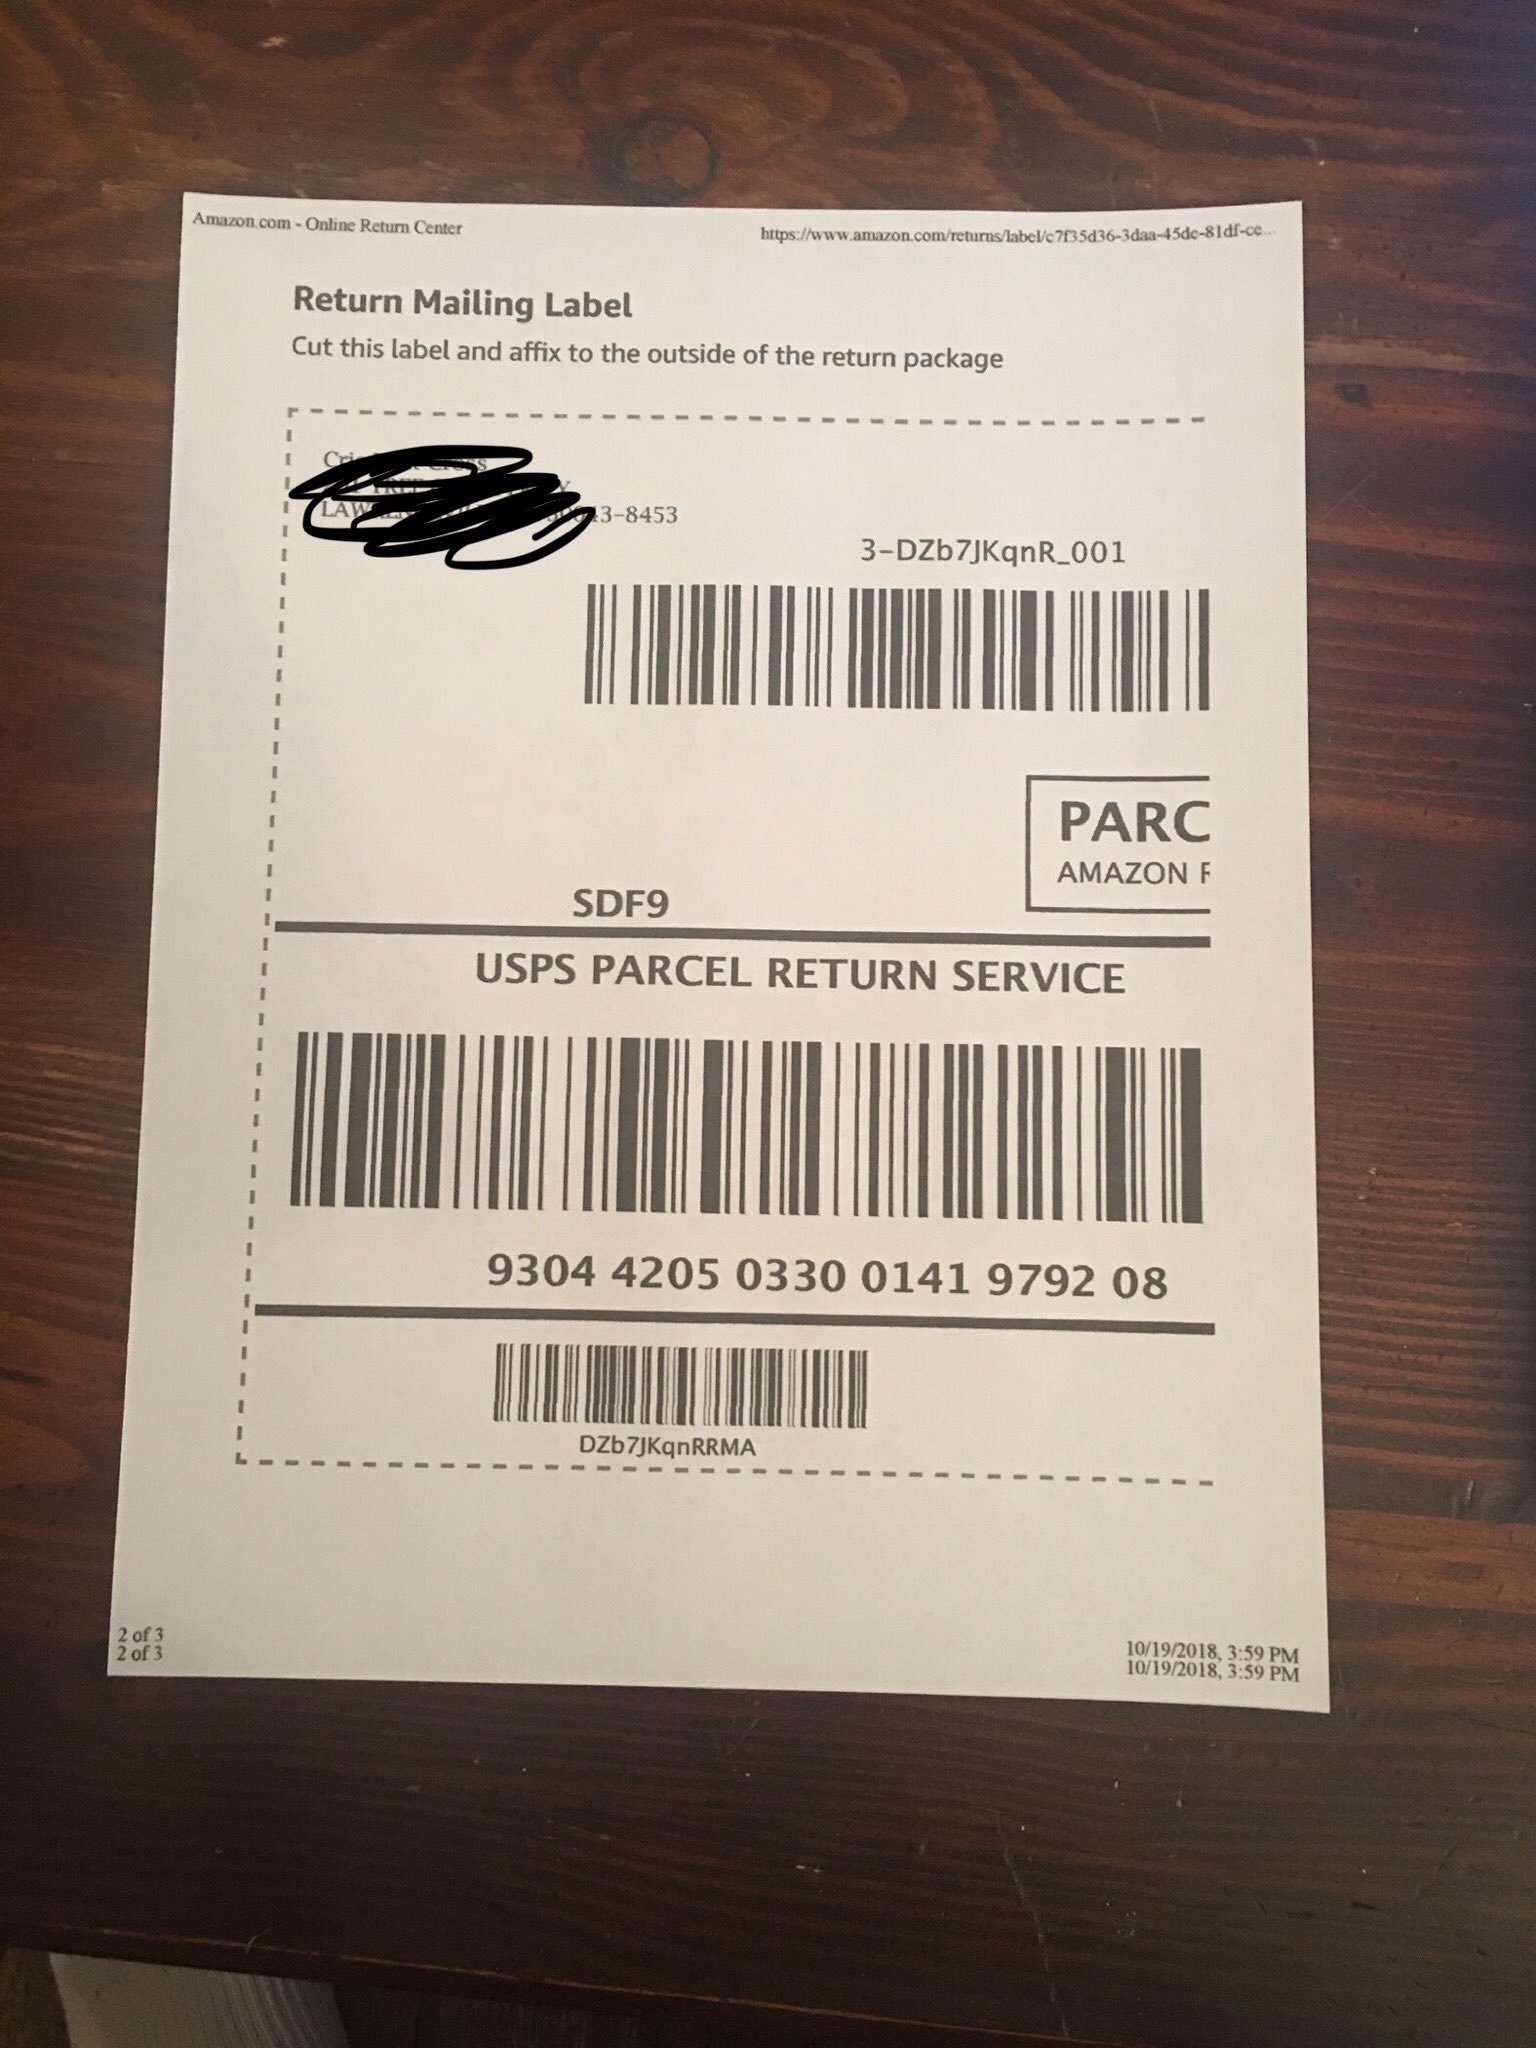 Amazon.com - Online Return Center
https://www.amazon.com/returns/label/c7f35d36-3daa-45de-81df-ce...
Return Mailing Label
Cut this label and affix to the outside of the return package
3-DZb7JKqnR_001
PARC
AMAZON
SDF9
USPS PARCEL RETURN SERVICE
9304 4205 0330 0141 9792 08
DZb7JKqnRRMA
2 of 3
2 of 3
10/19/2018, 3:59 PM
10/19/2018, 3:59 PM